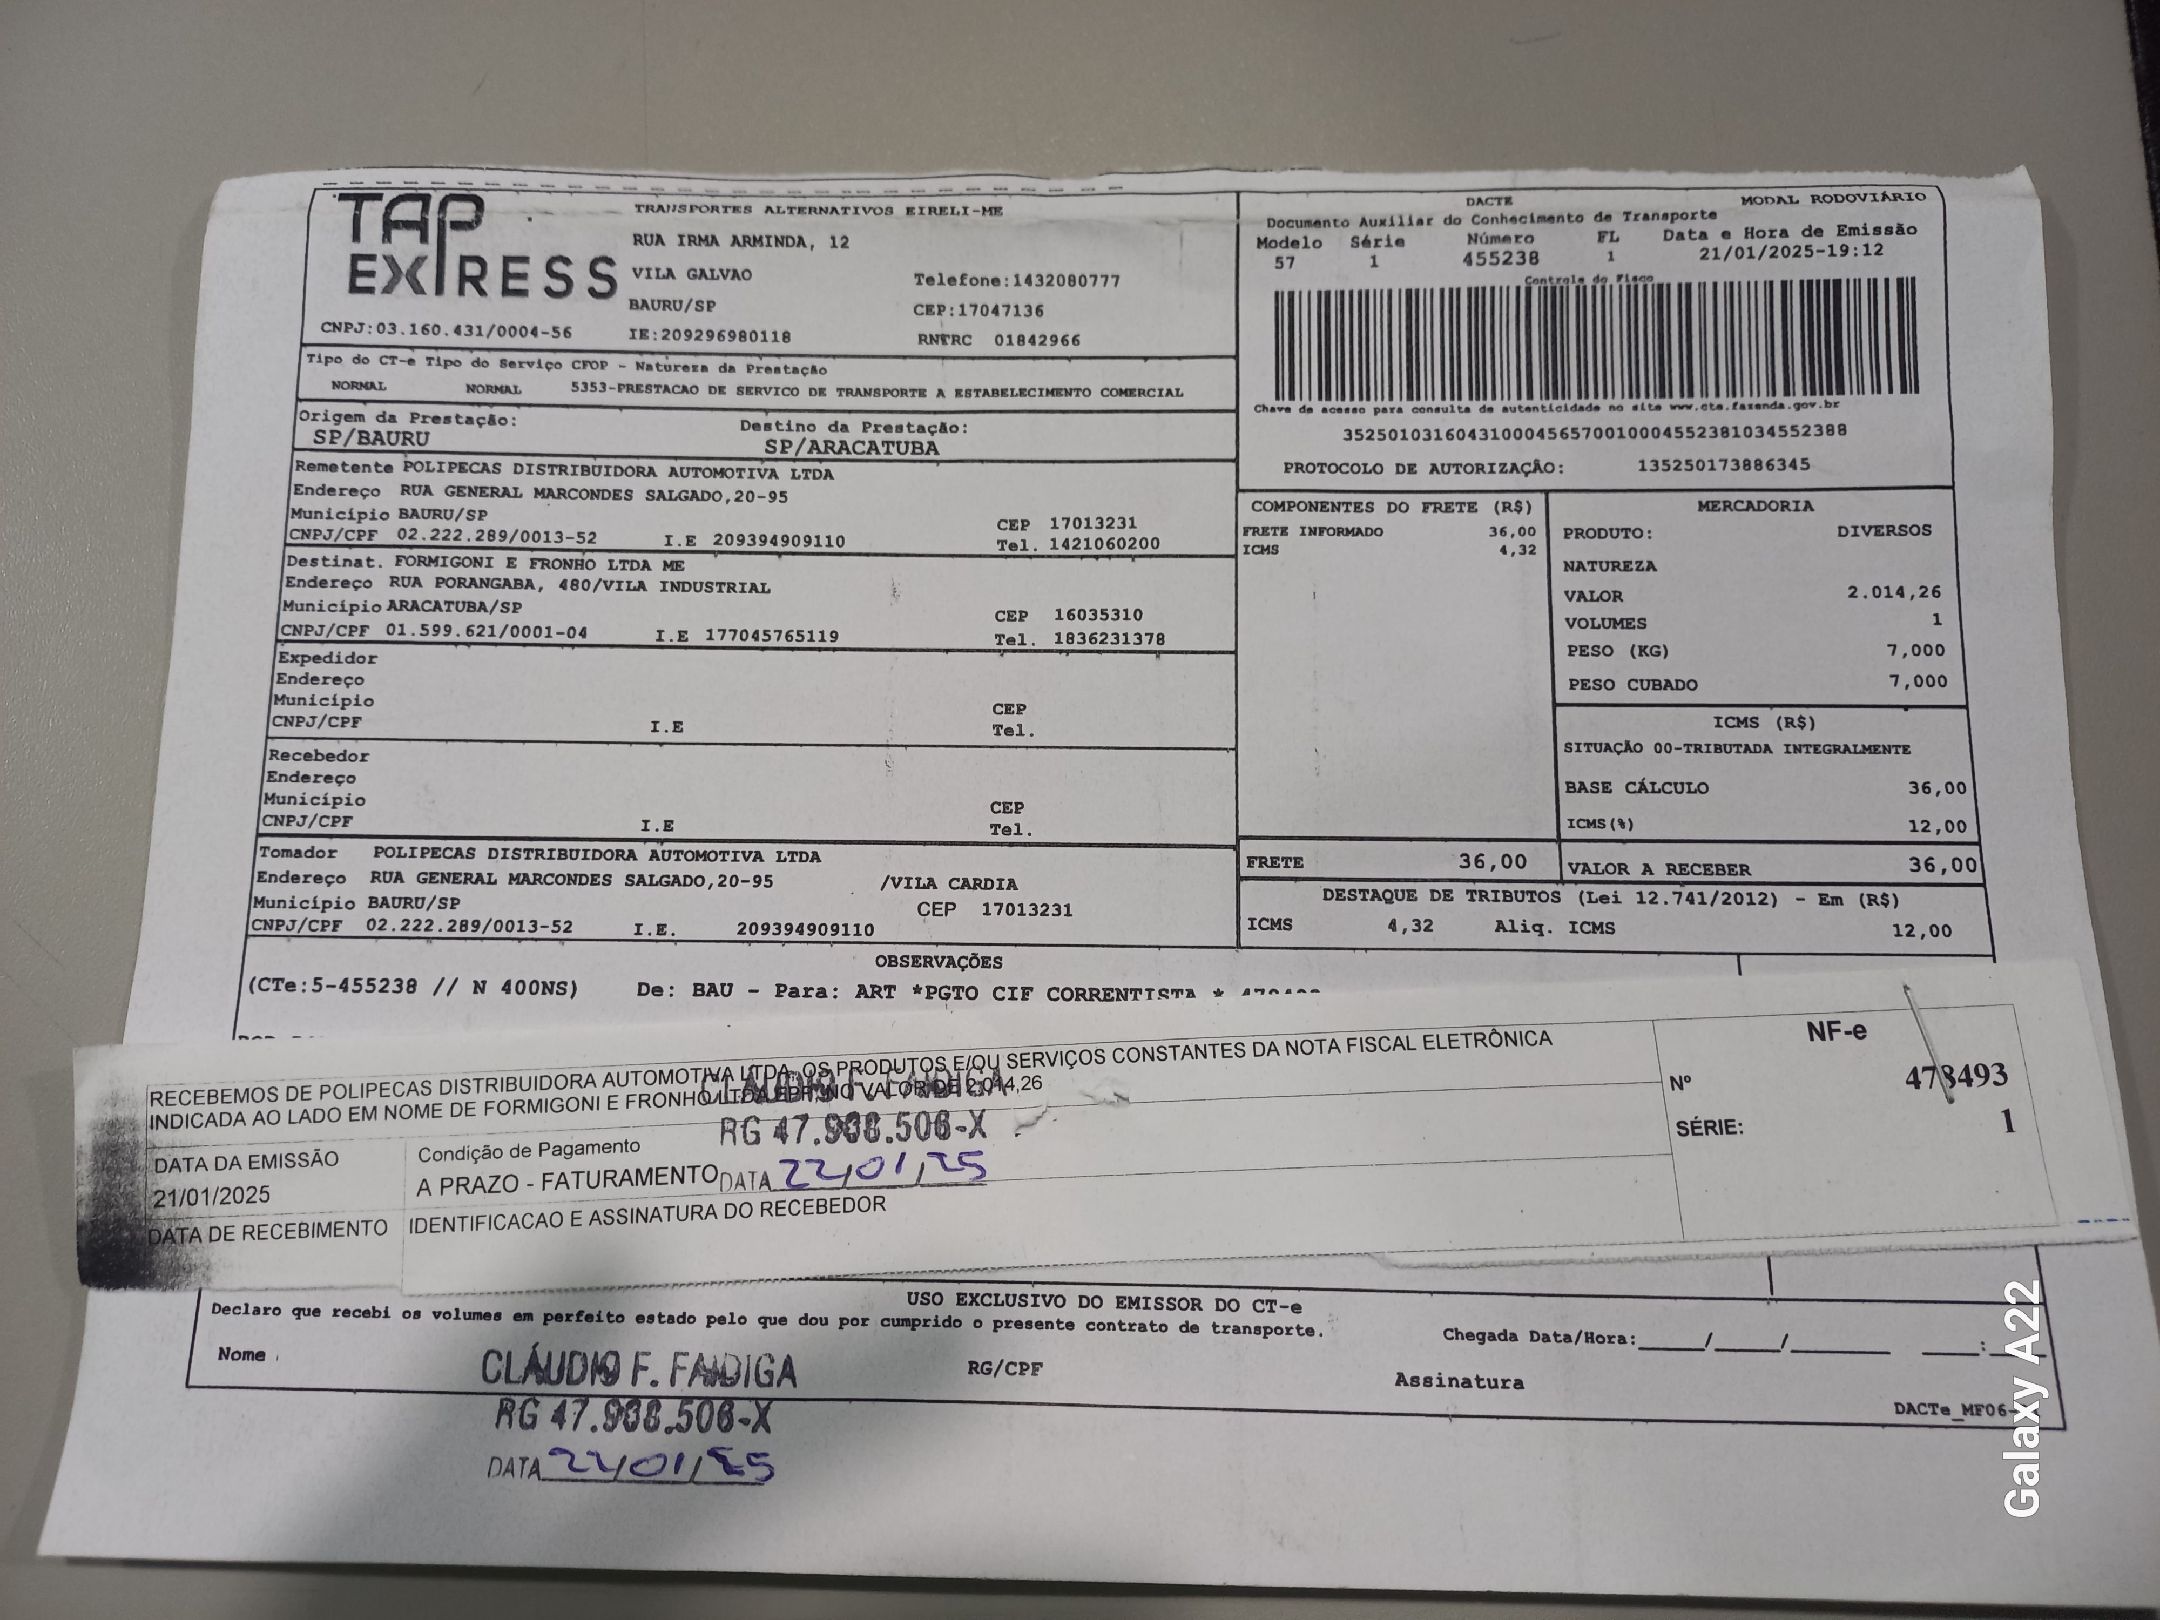 TAP
EXPRESS
TRANSPORTES ALTERNATIVOS EIRELI-ME
RUA IRMA ARMINDA, 12
VILA GALVAO
Telefone:1432080777
BAURU/SP
CEP:17047136
CNPJ:03.160.431/0004-56
IE:209296980118
RNTRC 01842966
DACTE
MODAL RODOVIÁRIO
Documento Auxiliar do Conhecimento de Transporte
Modelo Série Número FL Data e Hora de Emissão
57 1 455238 1 21/01/2025-19:12
Controle do Fisco
Chave de acesso para consulta de autenticidade no site www.cte.fazenda.gov.br
35250103160431000456570010004552381034552388
PROTOCOLO DE AUTORIZAÇÃO: 135250173886345
Tipo do CT-e Tipo do Serviço CFOP - Natureza da Prestação
NORMAL NORMAL 5353-PRESTACAO DE SERVICO DE TRANSPORTE A ESTABELECIMENTO COMERCIAL
Origem da Prestação: Destino da Prestação:
SP/BAURU SP/ARACATUBA
Remetente POLIPECAS DISTRIBUIDORA AUTOMOTIVA LTDA
Endereço RUA GENERAL MARCONDES SALGADO,20-95
Município BAURU/SP CEP 17013231
CNPJ/CPF 02.222.289/0013-52 I.E 209394909110 Tel. 1421060200
Destinat. FORMIGONI E FRONHO LTDA ME
Endereço RUA PORANGABA, 480/VILA INDUSTRIAL
Município ARACATUBA/SP CEP 16035310
CNPJ/CPF 01.599.621/0001-04 I.E 177045765119 Tel. 1836231378
Expedidor
Endereço
Município CEP
CNPJ/CPF I.E Tel.
Recebedor
Endereço
Município CEP
CNPJ/CPF I.E Tel.
Tomador POLIPECAS DISTRIBUIDORA AUTOMOTIVA LTDA
Endereço RUA GENERAL MARCONDES SALGADO,20-95 /VILA CARDIA
Município BAURU/SP CEP 17013231
CNPJ/CPF 02.222.289/0013-52 I.E. 209394909110
COMPONENTES DO FRETE (R$)
FRETE INFORMADO 36,00
ICMS 4,32
MERCADORIA
PRODUTO: DIVERSOS
NATUREZA
VALOR 2.014,26
VOLUMES 1
PESO (KG) 7,000
PESO CUBADO 7,000
ICMS (R$)
SITUAÇÃO 00-TRIBUTADA INTEGRALMENTE
BASE CÁLCULO 36,00
ICMS(%) 12,00
FRETE 36,00 VALOR A RECEBER 36,00
DESTAQUE DE TRIBUTOS (Lei 12.741/2012) - Em (R$)
ICMS 4,32 Aliq. ICMS 12,00
OBSERVAÇÕES
(CTe:5-455238 // N 400NS) De: BAU - Para: ART *PGTO CIF CORRENTISTA *
RECEBEMOS DE POLIPECAS DISTRIBUIDORA AUTOMOTIVA LTDA, OS PRODUTOS E/OU SERVIÇOS CONSTANTES DA NOTA FISCAL ELETRÔNICA
INDICADA AO LADO EM NOME DE FORMIGONI E FRONHO LTDA EPP, NO VALOR DE 2.014,26
CLÁUDIO F. FAIDIGA
RG 47.988.506-X
DATA 22/01/25
DATA DA EMISSÃO
21/01/2025
Condição de Pagamento
A PRAZO - FATURAMENTO
DATA DE RECEBIMENTO
IDENTIFICACAO E ASSINATURA DO RECEBEDOR
NF-e
Nº 478493
SÉRIE: 1
USO EXCLUSIVO DO EMISSOR DO CT-e
Declaro que recebi os volumes em perfeito estado pelo que dou por cumprido o presente contrato de transporte.
Chegada Data/Hora:_____/_____/________ ____:
Nome
RG/CPF
Assinatura
CLÁUDIO F. FAIDIGA
RG 47.988.506-X
DATA 22/01/25
DACTe_MF06-
Galaxy A22